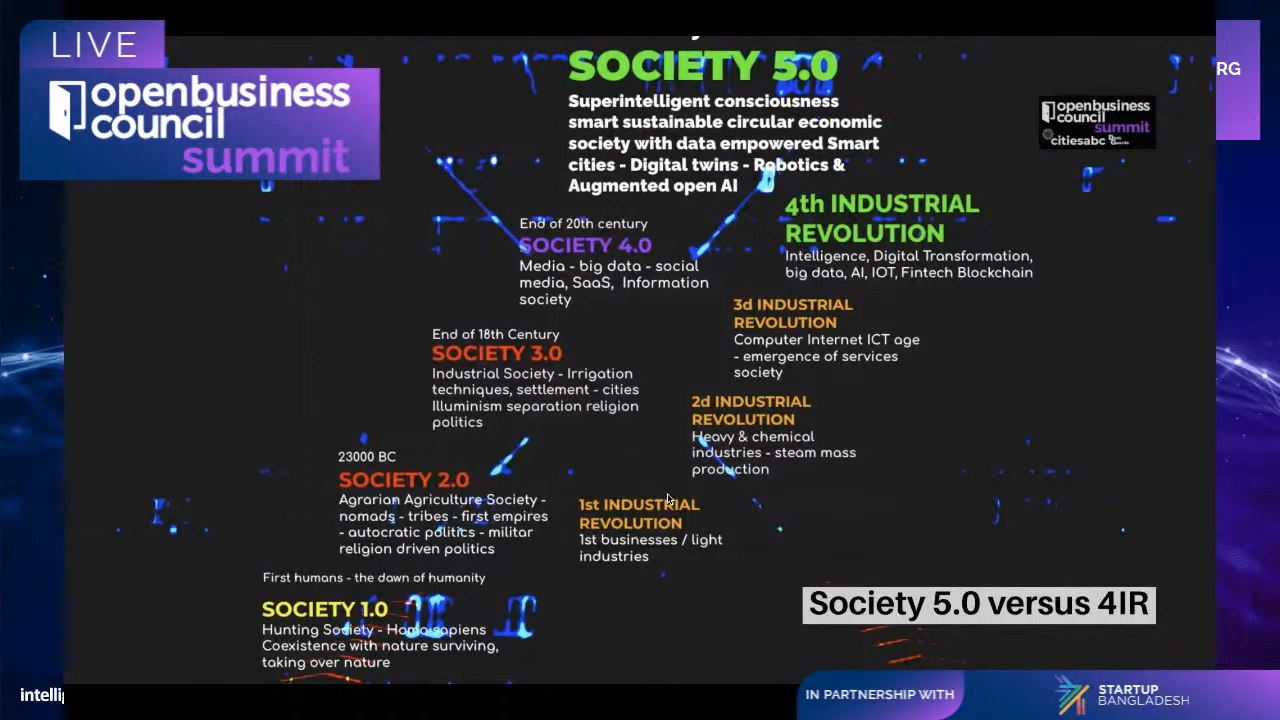 LIVE
openbusiness
council
summit
SOCIETY 5.0
Superintelligent consciousness
smart sustainable circular economic
society with data empowered Smart
cities - Digital twins - Robotics &
Augmented open AI
RG
openbusiness
council
summit
citiesabc
4th INDUSTRIAL
REVOLUTION
Intelligence, Digital Transformation,
big data, AI, IOT, Fintech Blockchain
End of 20th century
SOCIETY 4.0
Media - big data - social
media, SaaS, Information
society
3d INDUSTRIAL
REVOLUTION
Computer Internet ICT age
- emergence of services
society
End of 18th Century
SOCIETY 3.0
Industrial Society - Irrigation
techniques, settlement - cities
Illuminism separation religion
politics
2d INDUSTRIAL
REVOLUTION
Heavy & chemical
industries - steam mass
production
23000 BC
SOCIETY 2.0
Agrarian Agriculture Society -
nomads - tribes - first empires
- autocratic politics - militar
religion driven politics
1st INDUSTRIAL
REVOLUTION
1st businesses / light
industries
First humans - the dawn of humanity
SOCIETY 1.0
Hunting Society - Homo sapiens
Coexistence with nature surviving,
taking over nature
Society 5.0 versus 4IR
IN PARTNERSHIP WITH
STARTUP
BANGLADESH